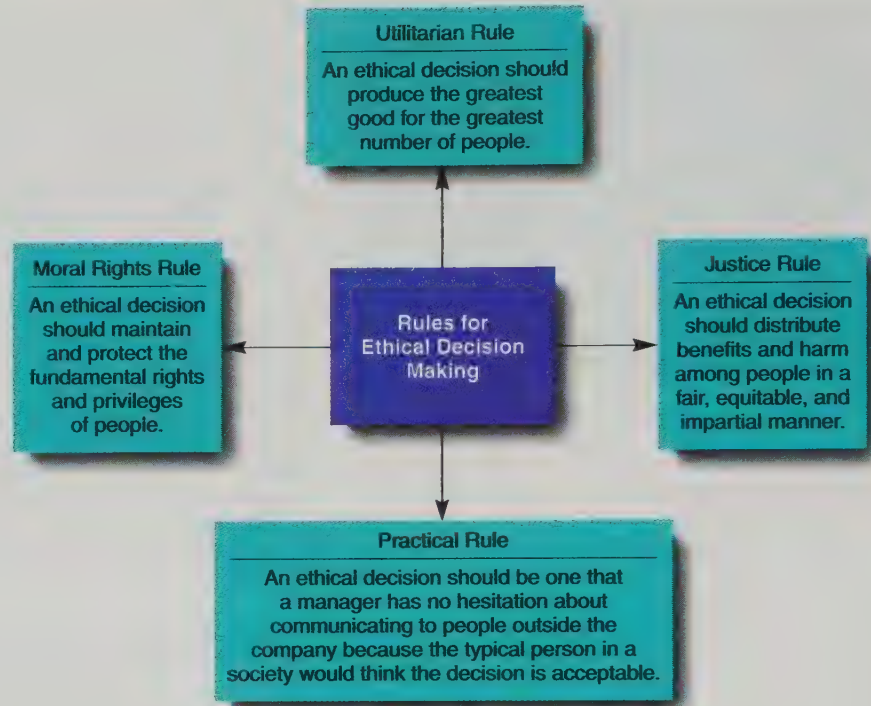 Utilitarian Rule
An ethical decision should
produce the greatest
good for the greatest
number of people.
Moral Rights Rule
An ethical decision
should maintain
and protect the
fundamental rights
and privileges
of people.
Rules for
Ethical Decision
Making
Justice Rule
An ethical decision
should distribute
benefits and harm
among people in a
fair, equitable, and
impartial manner.
Practical Rule
An ethical decision should be one that
a manager has no hesitation about
communicating to people outside the
company because the typical person in a
society would think the decision is acceptable.